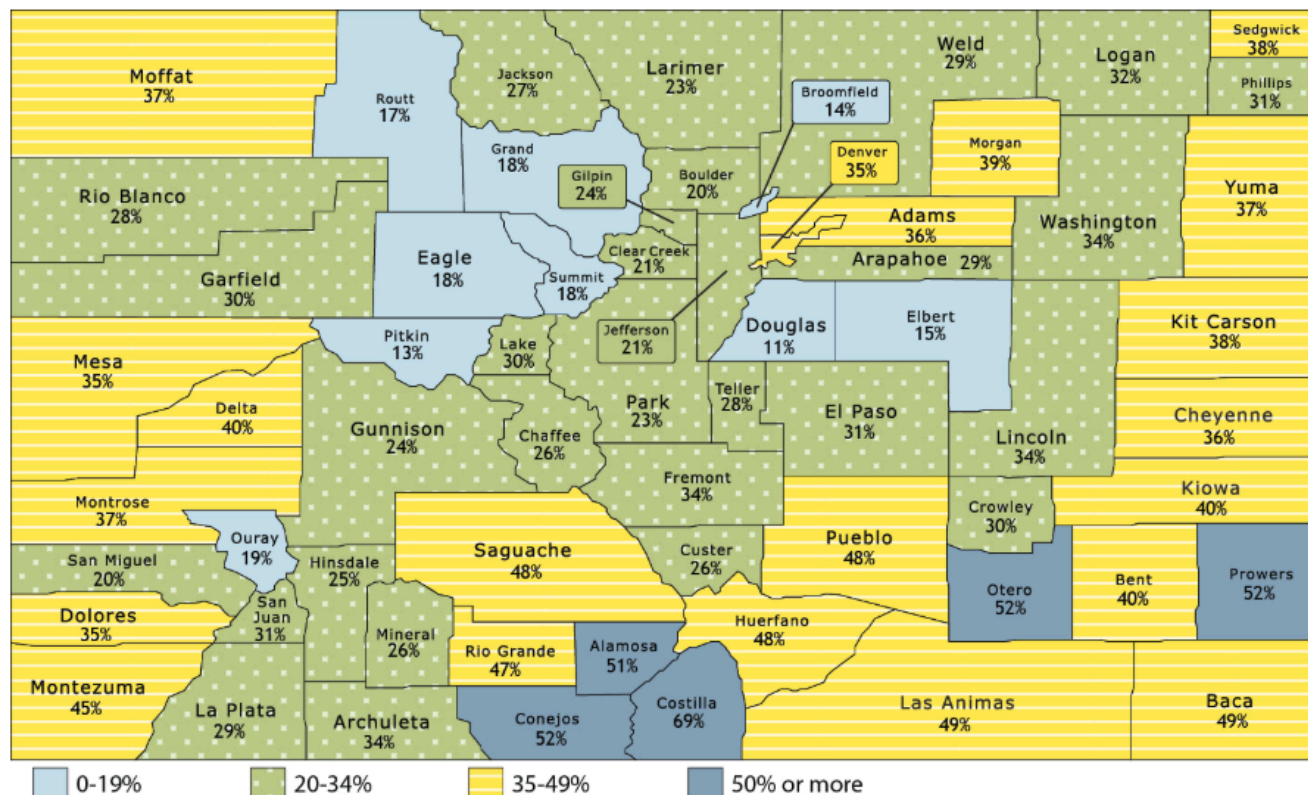 Moffat
37%
Routt
17%
Jackson
27%
Larimer
23%
Weld
29%
Logan
32%
Sedgwick
38%
Phillips
31%
Grand
18%
Broomfield
14%
Denver
35%
Morgan
39%
Yuma
37%
Rio Blanco
28%
Gilpin
24%
Boulder
20%
Adams
36%
Washington
34%
Garfield
30%
Eagle
18%
Summit
18%
Clear Creek
21%
Arapahoe 29%
Mesa
35%
Pitkin
13%
Lake
30%
Jefferson
21%
Douglas
11%
Elbert
15%
Kit Carson
38%
Delta
40%
Gunnison
24%
Chaffee
26%
Park
23%
Teller
28%
El Paso
31%
Lincoln
34%
Cheyenne
36%
Montrose
37%
Fremont
34%
Crowley
30%
Kiowa
40%
Ouray
19%
San Miguel
20%
Hinsdale
25%
Saguache
48%
Custer
26%
Pueblo
48%
Otero
52%
Bent
40%
Prowers
52%
Dolores
35%
San
Juan
31%
Mineral
26%
Rio Grande
47%
Alamosa
51%
Huerfano
48%
Montezuma
45%
La Plata
29%
Archuleta
34%
Conejos
52%
Costilla
69%
Las Animas
49%
Baca
49%
0-19%
20-34%
35-49%
50% or more